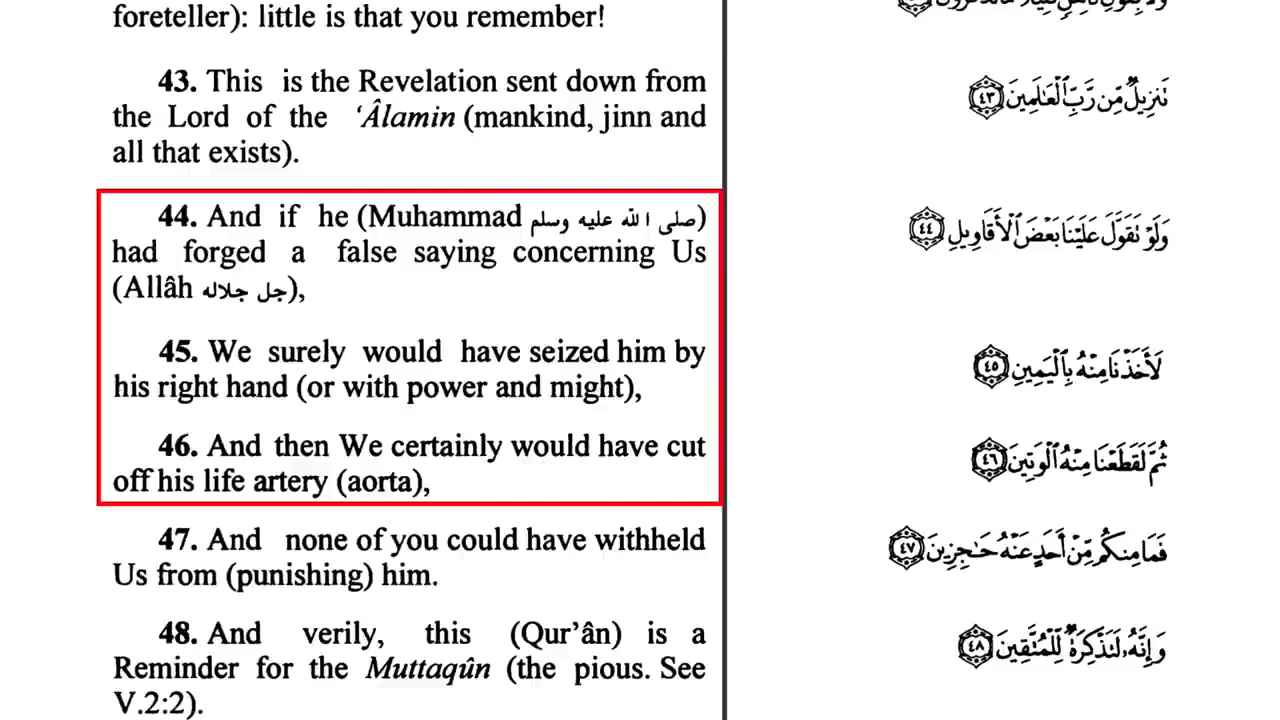 foreteller): little is that you remember!
43. This is the Revelation sent down from
the Lord of the ‘Âlamin (mankind, jinn and
all that exists).
44. And if he (Muhammad صلى الله عليه وسلم)
had forged a false saying concerning Us
(Allâh جل جلاله),
45. We surely would have seized him by
his right hand (or with power and might),
46. And then We certainly would have cut
off his life artery (aorta),
47. And none of you could have withheld
Us from (punishing) him.
48. And verily, this (Qur’ân) is a
Reminder for the Muttaqûn (the pious. See
V.2:2).
تَنزِيلٌ مِّن رَّبِّ ٱلْعَـٰلَمِينَ ٤٣
وَلَوْ تَقَوَّلَ عَلَيْنَا بَعْضَ ٱلْأَقَاوِيلِ ٤٤
لَأَخَذْنَا مِنْهُ بِٱلْيَمِينِ ٤٥
ثُمَّ لَقَطَعْنَا مِنْهُ ٱلْوَتِينَ ٤٦
فَمَا مِنكُم مِّنْ أَحَدٍ عَنْهُ حَـٰجِزِينَ ٤٧
وَإِنَّهُۥ لَتَذْكِرَةٌ لِّلْمُتَّقِينَ ٤٨